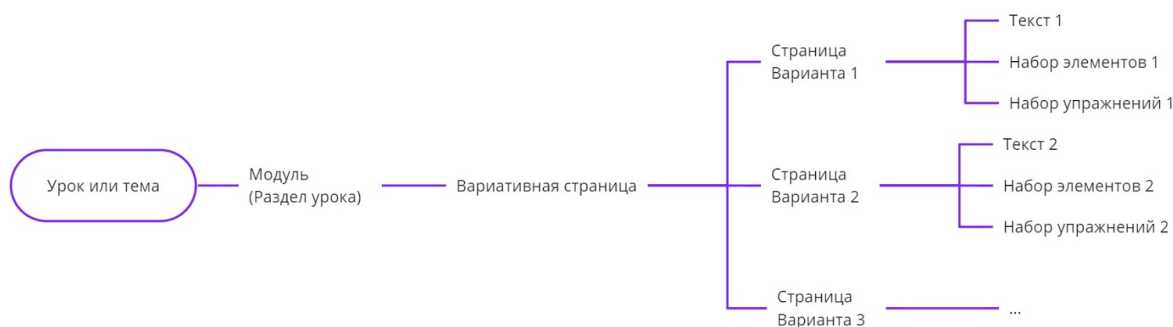 Урок или тема
Модуль
(Раздел урока)
Вариативная страница
Страница
Варианта 1
Текст 1
Набор элементов 1
Набор упражнений 1
Страница
Варианта 2
Текст 2
Набор элементов 2
Набор упражнений 2
Страница
Варианта 3
...